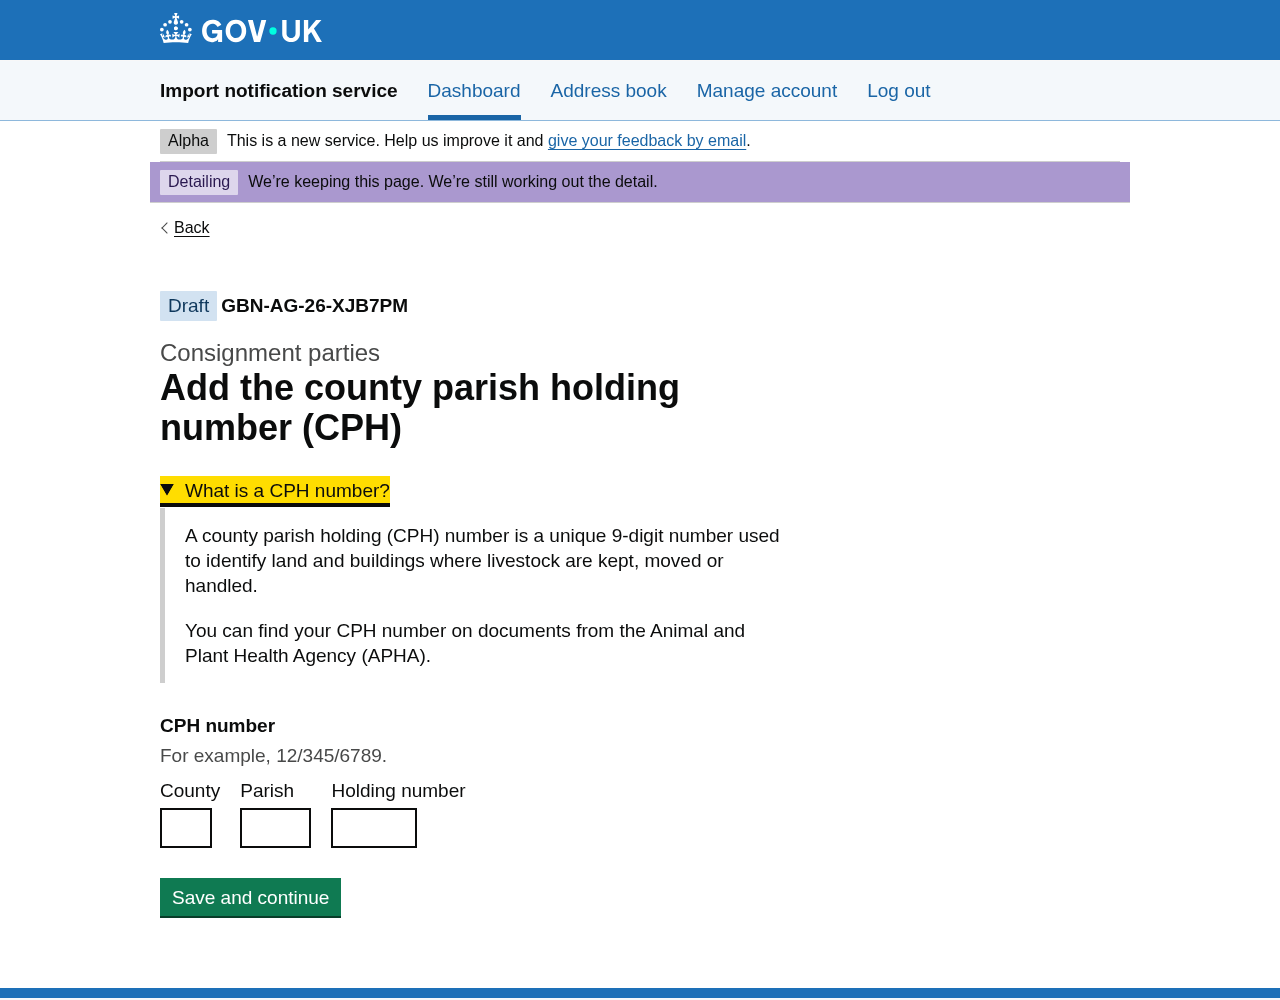 GOV•UK
Import notification service Dashboard Address book Manage account Log out
Alpha This is a new service. Help us improve it and give your feedback by email.
Detailing We’re keeping this page. We’re still working out the detail.
Back
Draft GBN-AG-26-XJB7PM
Consignment parties
Add the county parish holding
number (CPH)
What is a CPH number?
A county parish holding (CPH) number is a unique 9-digit number used
to identify land and buildings where livestock are kept, moved or
handled.
You can find your CPH number on documents from the Animal and
Plant Health Agency (APHA).
CPH number
For example, 12/345/6789.
County Parish Holding number
Save and continue